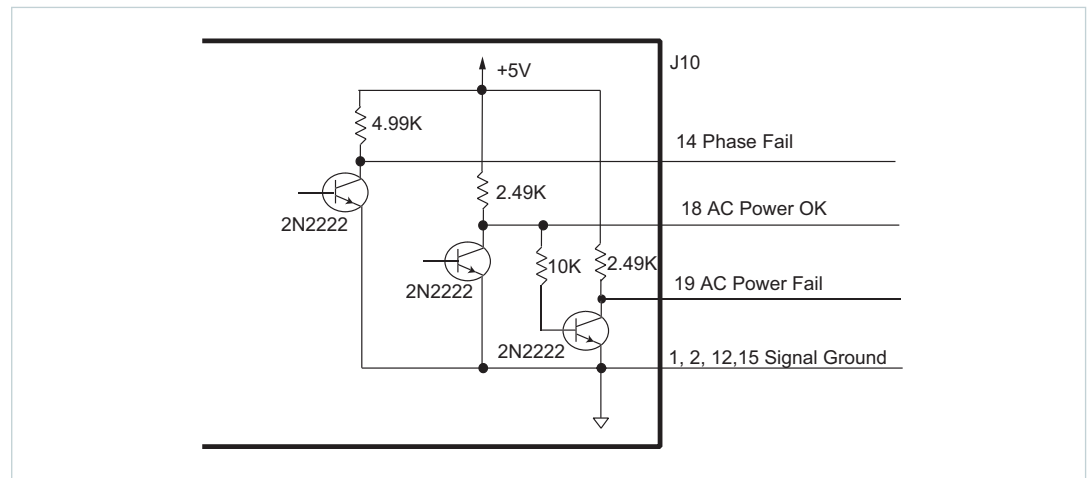 J10
+5V
4.99K
14 Phase Fail
2.49K
18 AC Power OK
2N2222
10K
2.49K
19 AC Power Fail
2N2222
2N2222
1, 2, 12,15 Signal Ground